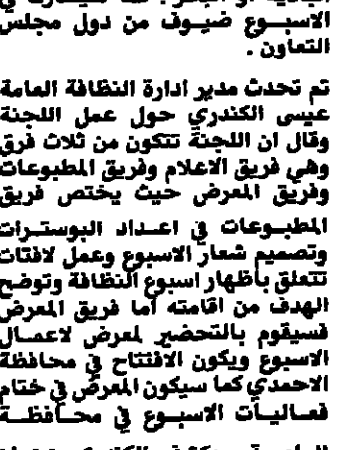 الاسبوع ضيوف من دول مجلس
التعاون .
ثم تحدث مدير ادارة النظافة العامة
عيسى الكندري حول عمل اللجنة
وقال ان اللجنة تتكون من ثلاث فرق
وهي فريق الاعلام وفريق المطبوعات
وفريق المعرض حيث يختص فريق
المطبوعات في اعداد البوسترات
وتصميم شعار الاسبوع وعمل لافتات
تتعلق بأظهار اسبوع النظافة وتوضح
الهدف من اقامته أما فريق المعرض
فسيقوم بالتحضير لمعرض لاعمال
الاسبوع ويكون الافتتاح في محافظة
الاحمدي كما سيكون المعرض في ختام
فعاليات الاسبوع في محافظة